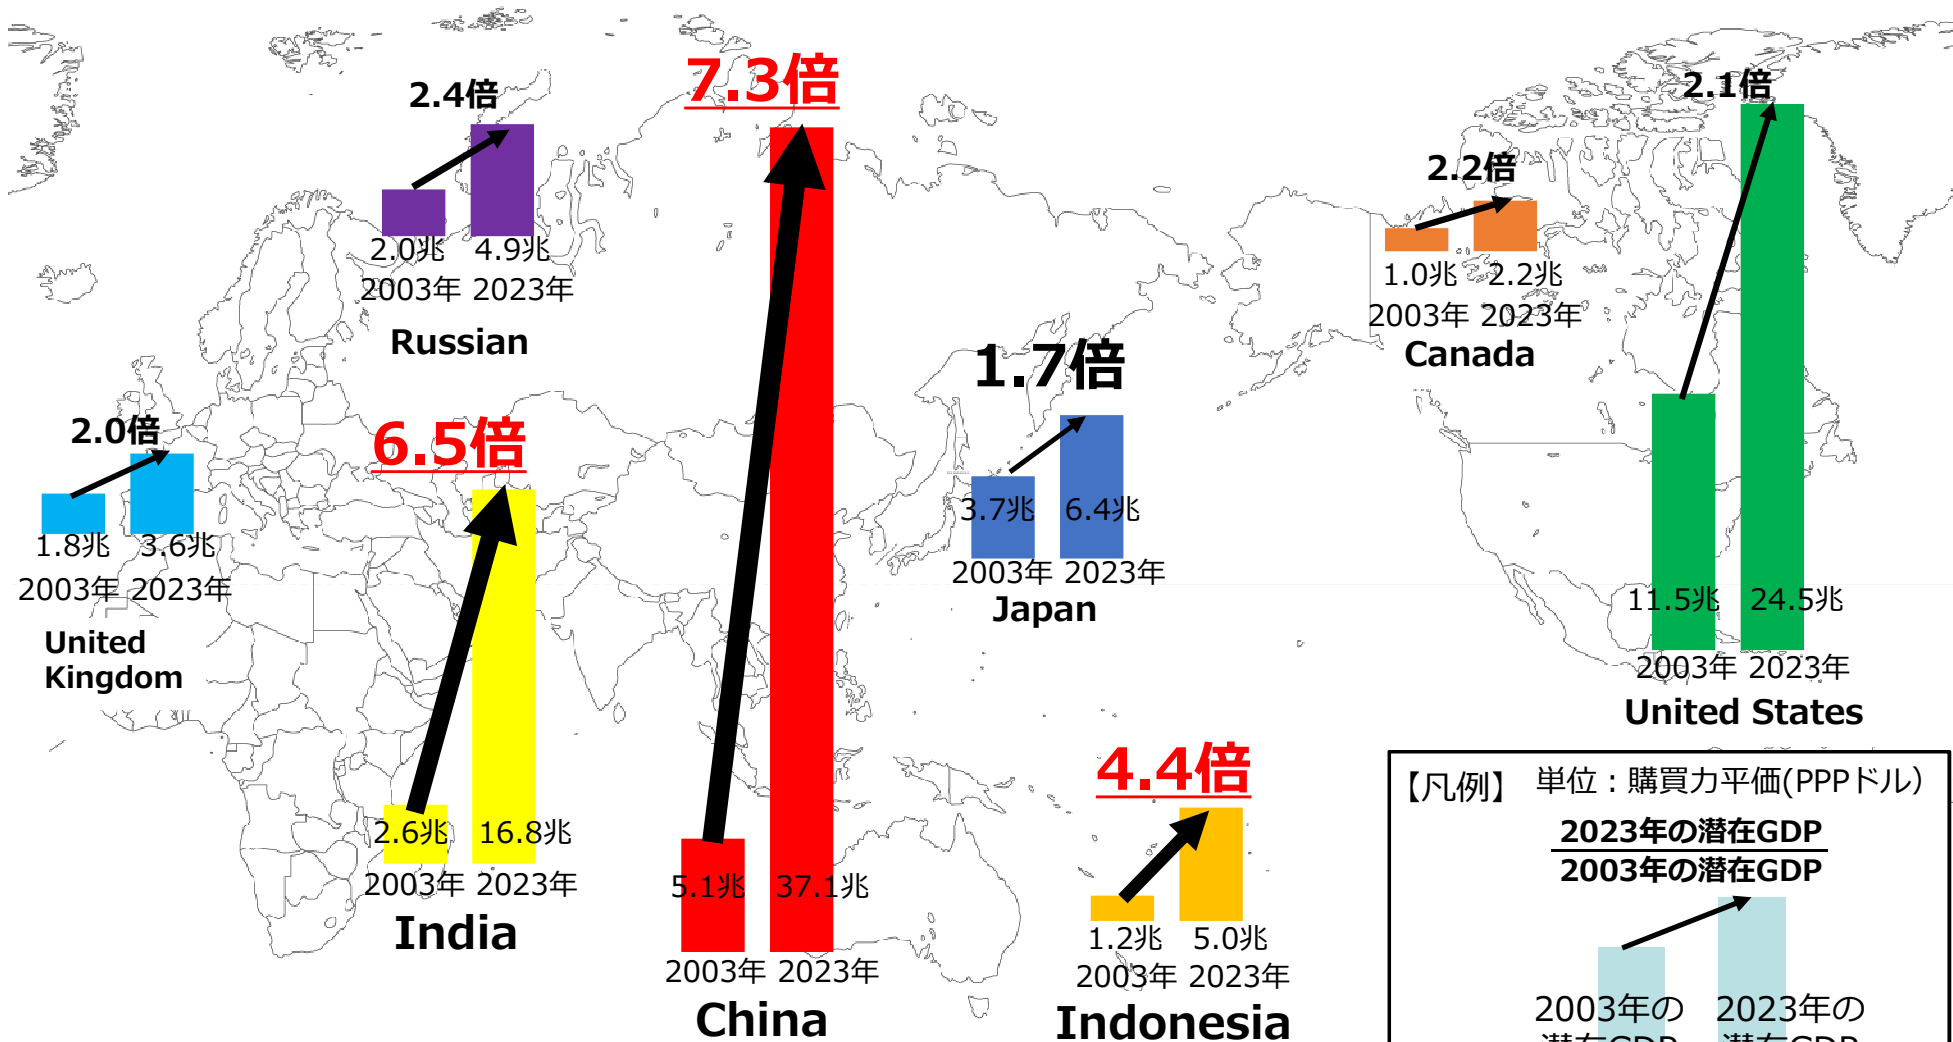 2.4倍
2.0兆 4.9兆
2003年 2023年
Russian
7.3倍
5.1兆 37.1兆
2003年 2023年
China
2.1倍
11.5兆 24.5兆
2003年 2023年
United States
2.2倍
1.0兆 2.2兆
2003年 2023年
Canada
1.7倍
3.7兆 6.4兆
2003年 2023年
Japan
2.0倍
1.8兆 3.6兆
2003年 2023年
United
Kingdom
6.5倍
2.6兆 16.8兆
2003年 2023年
India
4.4倍
1.2兆 5.0兆
2003年 2023年
Indonesia
【凡例】 単位：購買力平価(PPPドル）
2023年の潜在GDP
2003年の潜在GDP
2003年の 2023年の
潜在GDP 潜在GDP